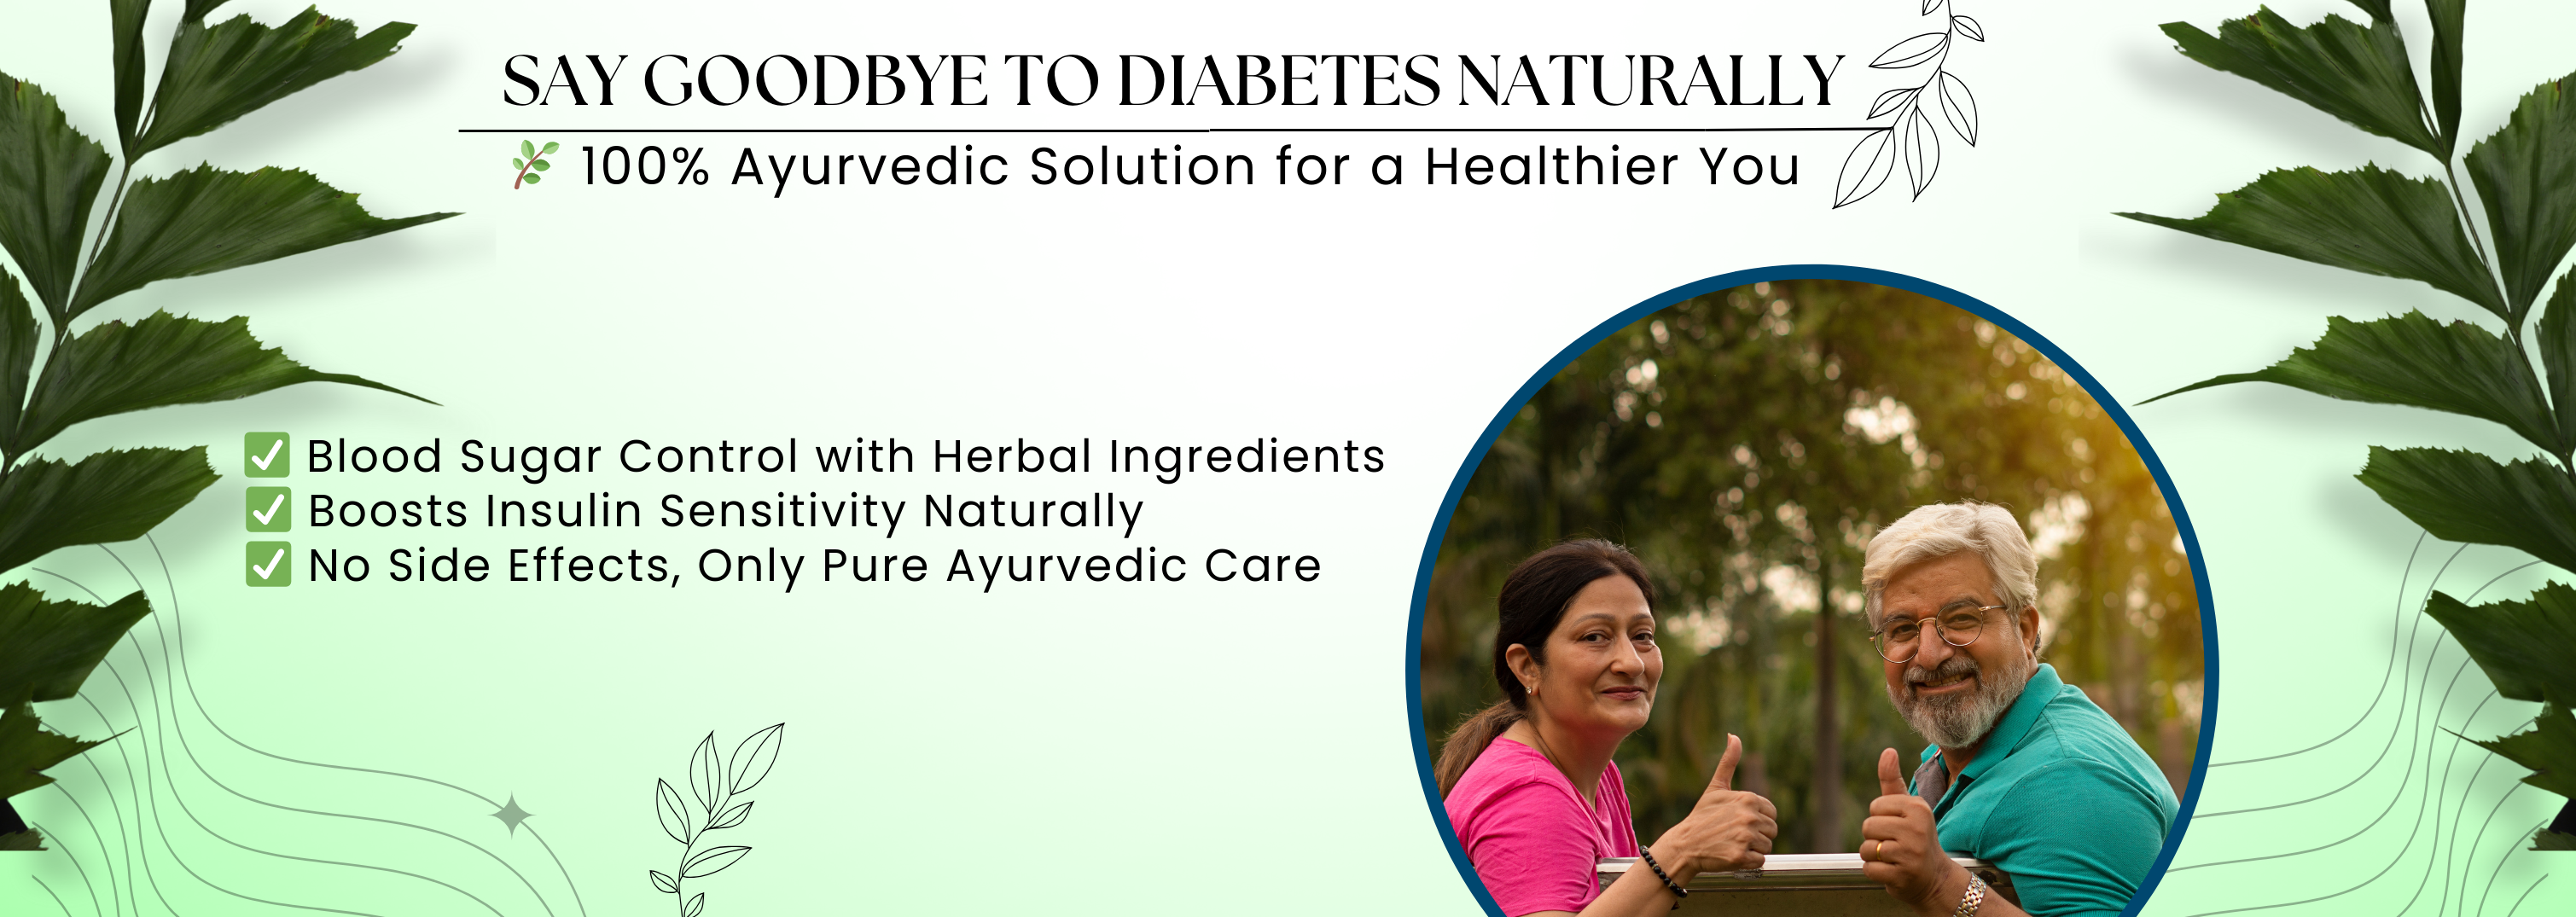 SAY GOODBYE TO DIABETES NATURALLY
🌿 100% Ayurvedic Solution for a Healthier You
✅ Blood Sugar Control with Herbal Ingredients
✅ Boosts Insulin Sensitivity Naturally
✅ No Side Effects, Only Pure Ayurvedic Care